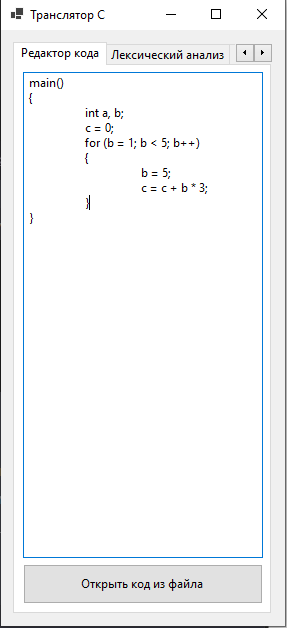 Транслятор C
Редактор кода Лексический анализ
main()
{
int a, b;
c = 0;
for (b = 1; b < 5; b++)
{
b = 5;
c = c + b * 3;
}
}
Открыть код из файла